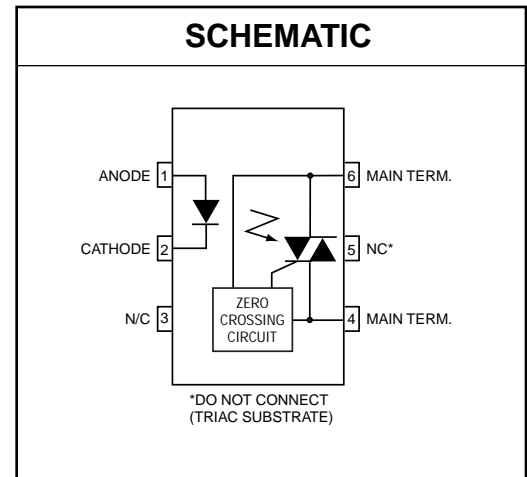 SCHEMATIC
ANODE 1
6 MAIN TERM.
CATHODE 2
5 NC*
N/C 3
ZERO
CROSSING
CIRCUIT
4 MAIN TERM.
*DO NOT CONNECT
(TRIAC SUBSTRATE)